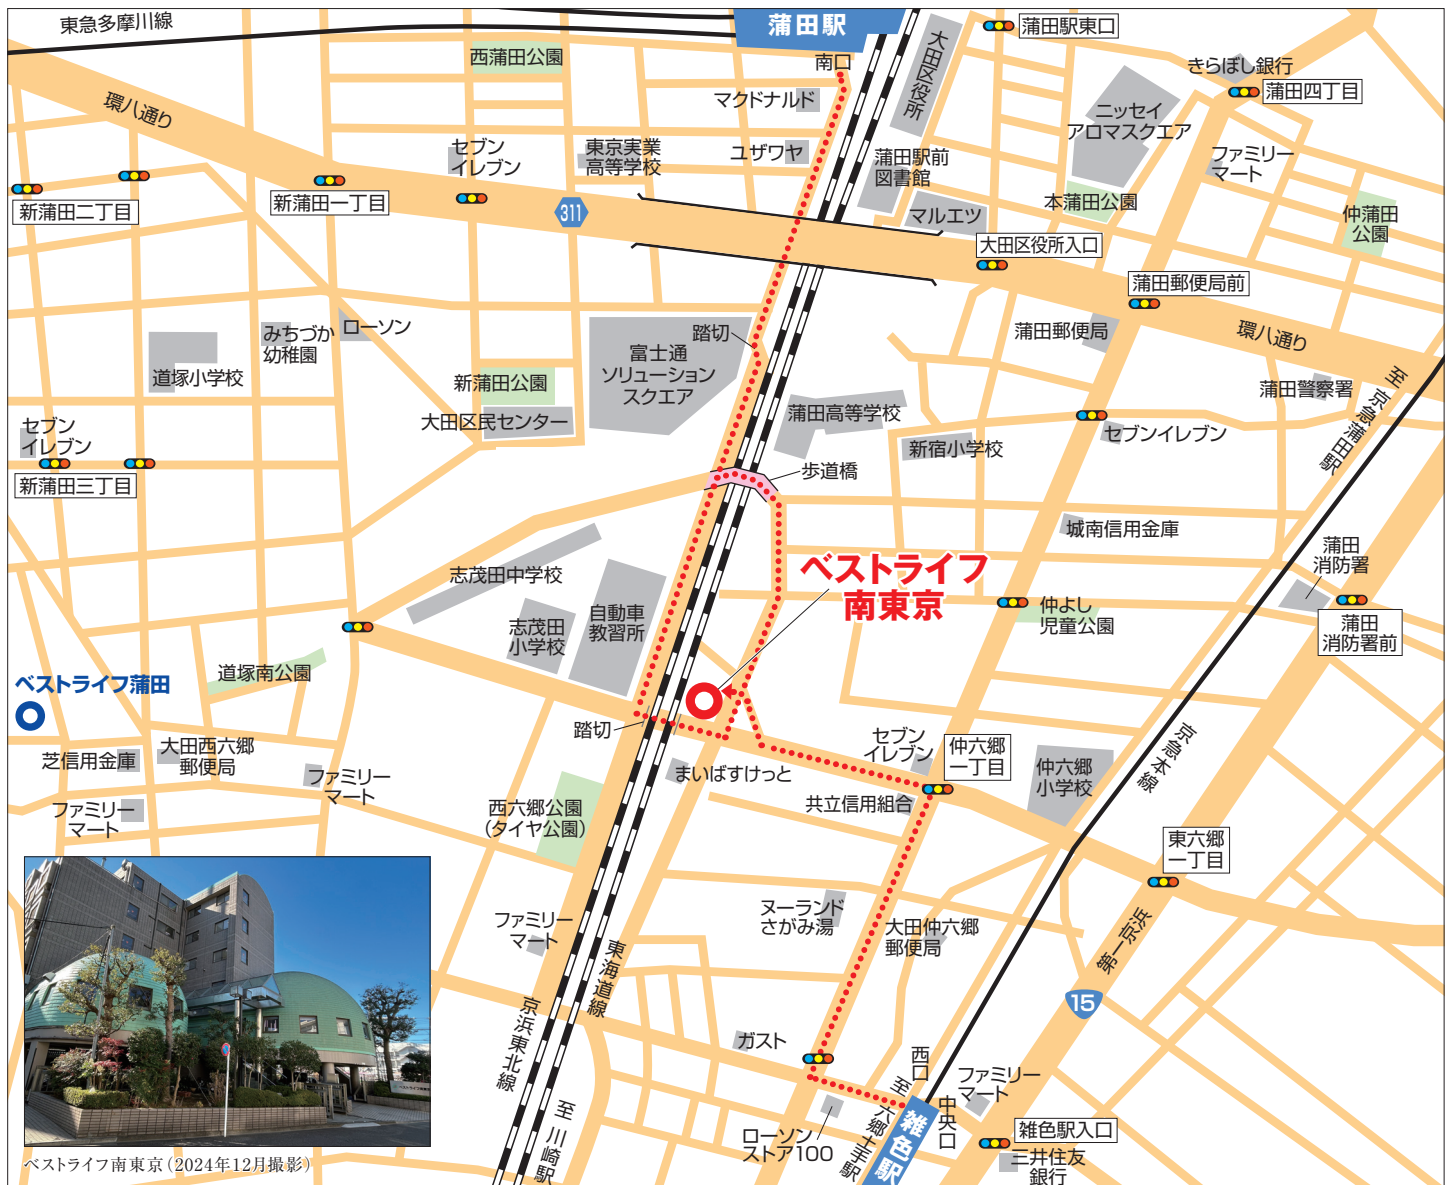 東急多摩川線
蒲田駅
南口
蒲田駅東口
大田区役所
西蒲田公園
きらぼし銀行
蒲田四丁目
マクドナルド
ニッセイ
アロマスクエア
環八通り
セブン
イレブン
東京実業
高等学校
ユザワヤ
蒲田駅前
図書館
ファミリー
マート
新蒲田二丁目
新蒲田一丁目
311
マルエツ
本蒲田公園
仲蒲田
公園
大田区役所入口
蒲田郵便局前
環八通り
みちづか
幼稚園
ローソン
道塚小学校
踏切
富士通
ソリューション
スクエア
蒲田郵便局
新蒲田公園
大田区民センター
蒲田高等学校
蒲田警察署
至 京急蒲田駅
セブン
イレブン
新宿小学校
セブンイレブン
新蒲田三丁目
歩道橋
城南信用金庫
蒲田
消防署
志茂田中学校
自動車
教習所
ベストライフ
南東京
志茂田
小学校
仲よし
児童公園
蒲田
消防署前
道塚南公園
ベストライフ蒲田
踏切
セブン
イレブン
仲六郷
一丁目
京急本線
芝信用金庫
大田西六郷
郵便局
ファミリー
マート
まいばすけっと
仲六郷
小学校
ファミリー
マート
西六郷公園
(タイヤ公園)
共立信用組合
東六郷
一丁目
ファミリー
マート
東海道線
ヌーランド
さがみ湯
大田仲六郷
郵便局
第一京浜
15
京浜東北線
ガスト
西口
至 六郷土手駅
ファミリー
マート
中央口
雑色駅
至 川崎駅
ローソン
ストア100
雑色駅入口
三井住友
銀行
ベストライフ南東京(2024年12月撮影)